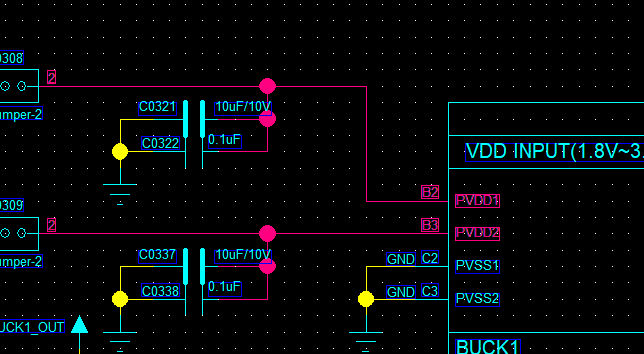 0308
2
umper-2
C0321 10uF/10V
C0322 0.1uF
VDD INPUT(1.8V~3.
B2 PVDD1
0309
2
B3 PVDD2
umper-2
C0337 10uF/10V
GND C2 PVSS1
C0338 0.1uF
GND C3 PVSS2
BUCK1_OUT
BUCK1